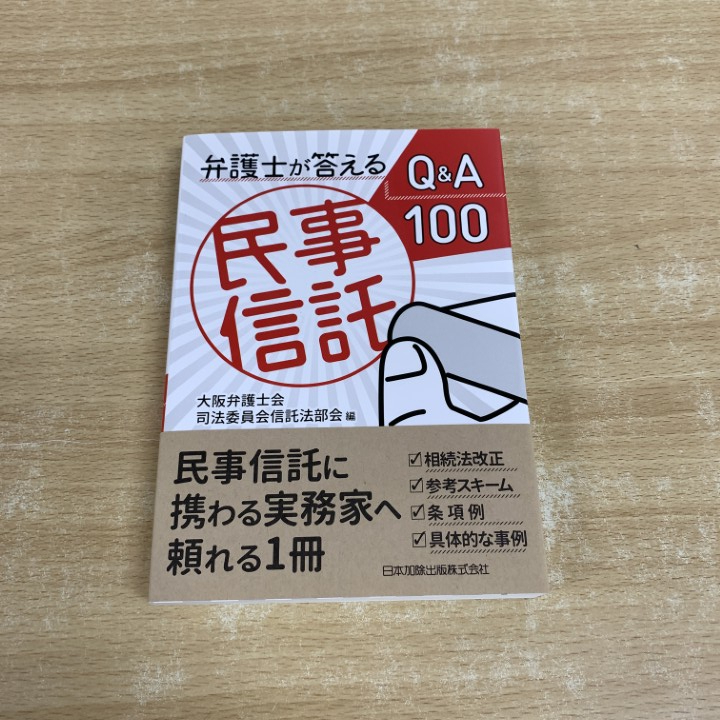 弁護士が答える
Q&A
100
民事
信託
大阪弁護士会
司法委員会信託法部会 編
民事信託に
携わる実務家へ
頼れる1冊
☑相続法改正
☑参考スキーム
☑条項例
☑具体的な事例
日本加除出版株式会社